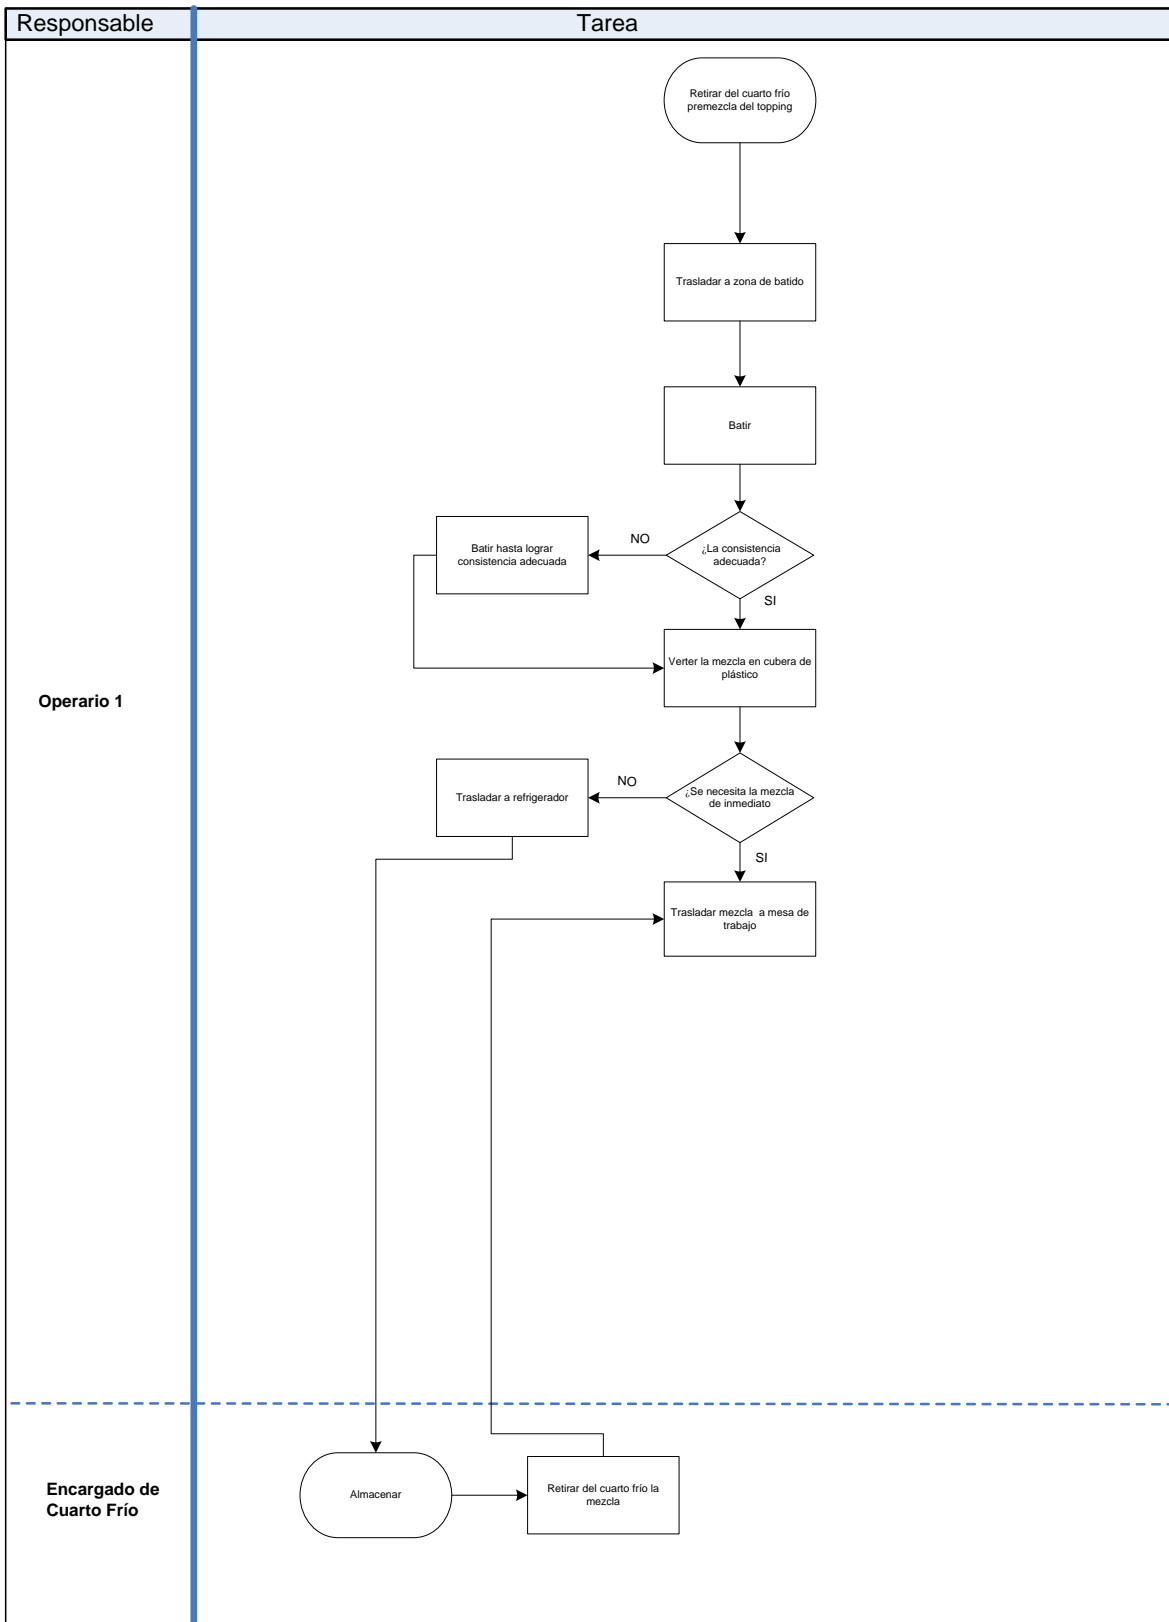 Responsable
Tarea
Retirar del cuarto frío
premezcla del topping
Trasladar a zona de batido
Batir
¿La consistencia
adecuada?
NO
Batir hasta lograr
consistencia adecuada
SI
Verter la mezcla en cubera de
plástico
Operario 1
¿Se necesita la mezcla
de inmediato
NO
Trasladar a refrigerador
SI
Trasladar mezcla a mesa de
trabajo
Encargado de
Cuarto Frío
Almacenar
Retirar del cuarto frío la
mezcla